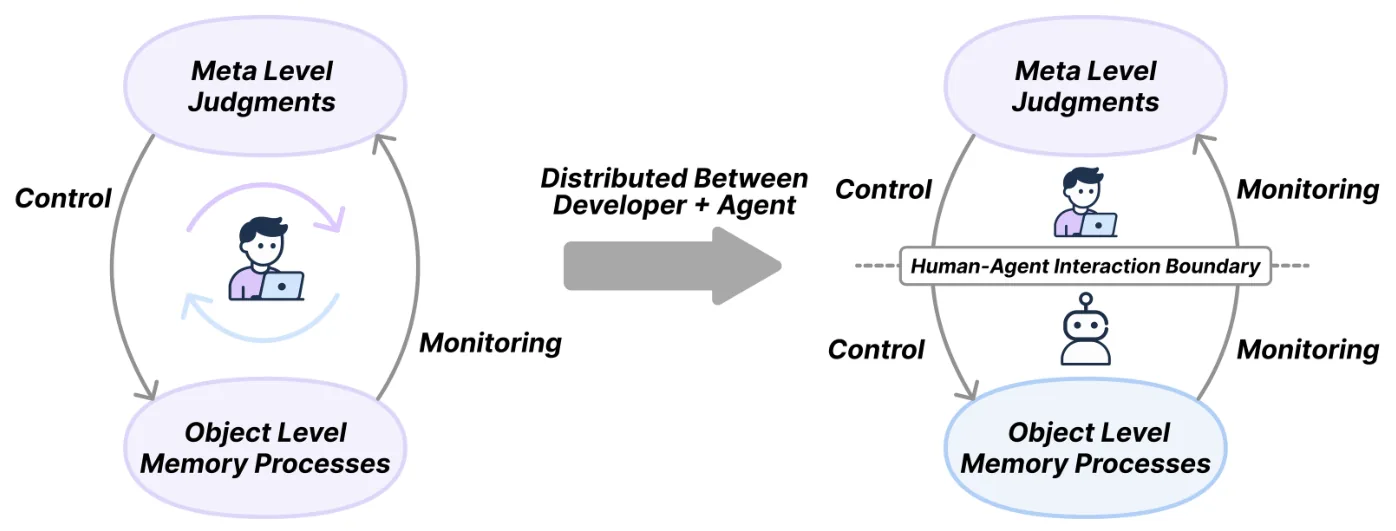 Meta Level
Judgments
Control
Monitoring
Object Level
Memory Processes
Distributed Between
Developer + Agent
Meta Level
Judgments
Control
Monitoring
Human-Agent Interaction Boundary
Control
Monitoring
Object Level
Memory Processes